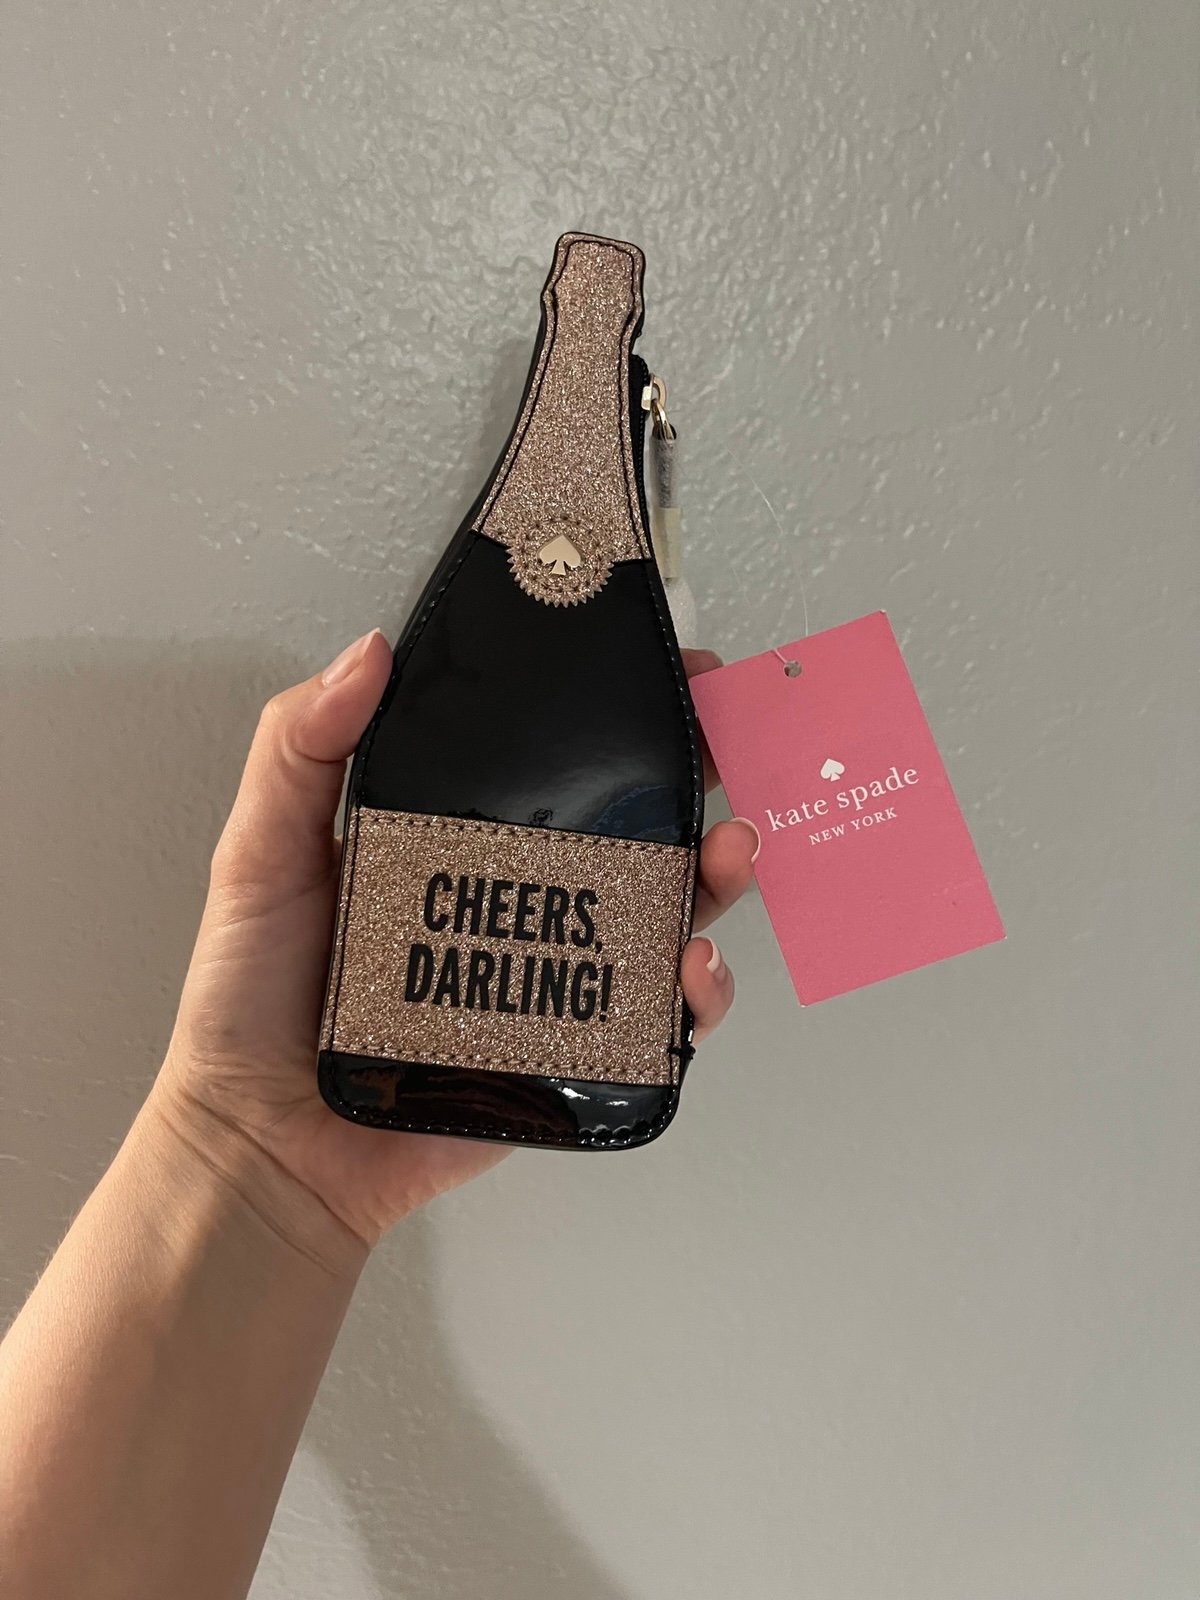 CHEERS,
DARLING!
kate spade
NEW YORK